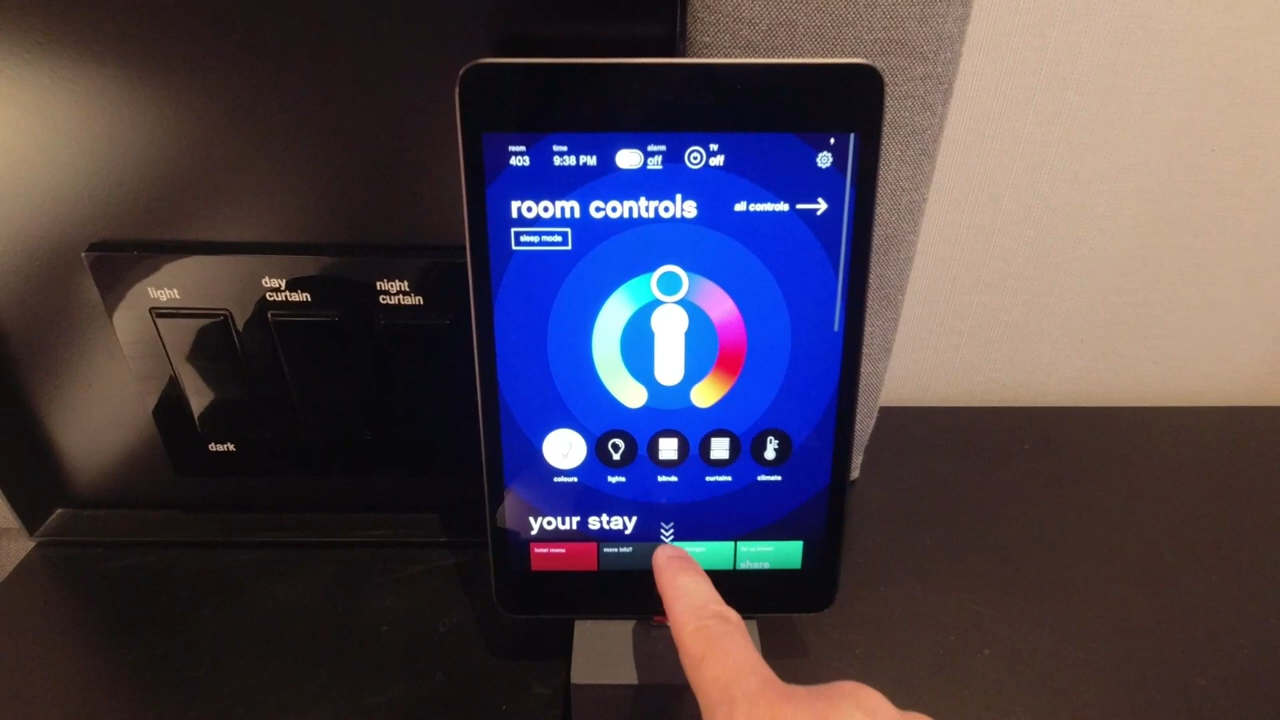 room
403
time
9:38 PM
alarm
off
TV
off
room controls
all controls
sleep mode
colours
lights
blinds
curtains
climate
your stay
hotel menu
more info?
share
light
day
curtain
night
curtain
dark